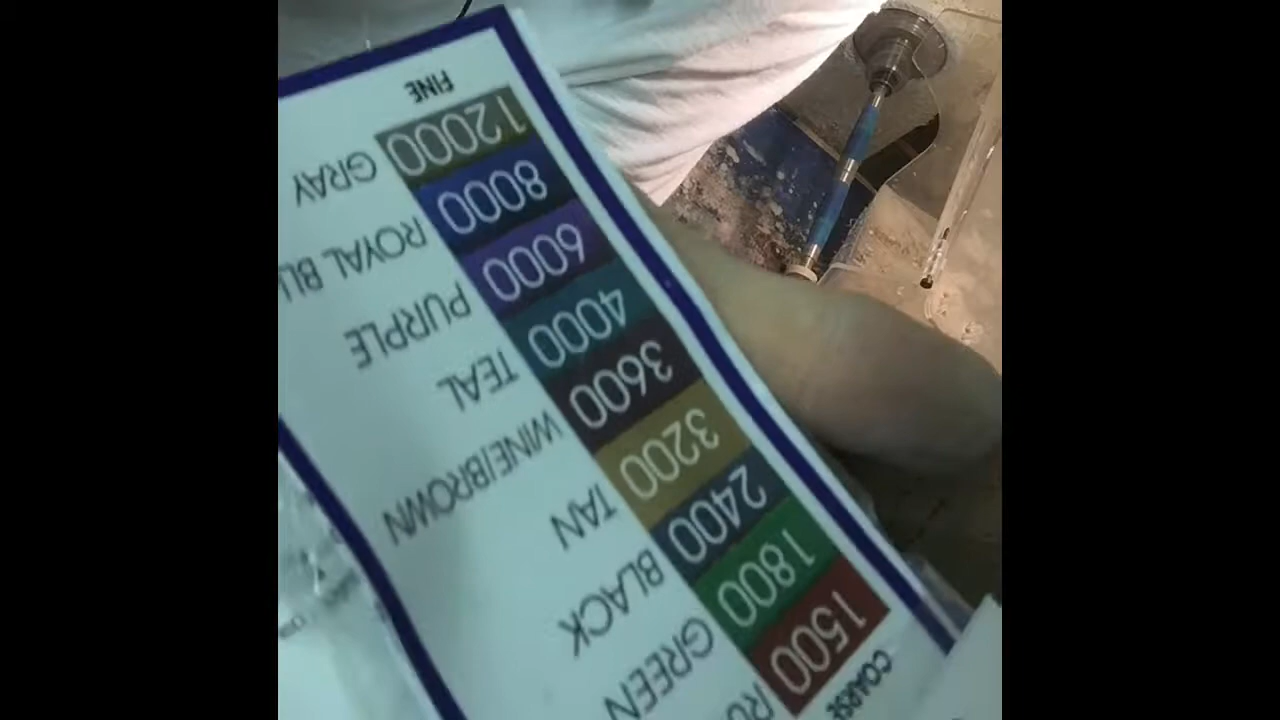 FINE
12000 GRAY
8000 ROYAL BL
6000 PURPLE
4000 TEAL
3600 WINE/BROWN
3200 TAN
2400 BLACK
1800 GREEN
1500 RU
COARSE